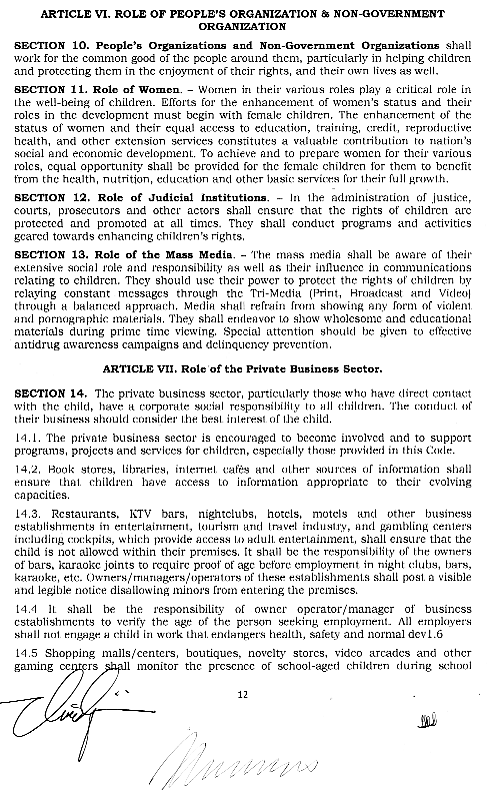 ARTICLE VI. ROLE OF PEOPLE'S ORGANIZATION & NON-GOVERNMENT
ORGANIZATION
SECTION 10. People's Organizations and Non-Government Organizations shall
work for the common good of the people around them, particularly in helping children
and protecting them in the enjoyment of their rights, and their own lives as well.
SECTION 11. Role of Women. – Women in their various roles play a critical role in
the well-being of children. Efforts for the enhancement of women's status and their
roles in the development must begin with female children. The enhancement of the
status of women and their equal access to education, training, credit, reproductive
health, and other extension services constitutes a valuable contribution to nation's
social and economic development. To achieve and to prepare women for their various
roles, equal opportunity shall be provided for the female children for them to benefit
from the health, nutrition, education and other basic services for their full growth.
SECTION 12. Role of Judicial Institutions. – In the administration of justice,
courts, prosecutors and other actors shall ensure that the rights of children are
protected and promoted at all times. They shall conduct programs and activities
geared towards enhancing children's rights.
SECTION 13. Role of the Mass Media. – The mass media shall be aware of their
extensive social role and responsibility as well as their influence in communications
relating to children. They should use their power to protect the rights of children by
relaying constant messages through the Tri-Media (Print, Broadcast and Video)
through a balanced approach. Media shall refrain from showing any form of violent
and pornographic materials. They shall endeavor to show wholesome and educational
materials during prime time viewing. Special attention should be given to effective
antidrug awareness campaigns and delinquency prevention.
ARTICLE VII. Role of the Private Business Sector.
SECTION 14. The private business sector, particularly those who have direct contact
with the child, have a corporate social responsibility to all children. The conduct of
their business should consider the best interest of the child.
14.1. The private business sector is encouraged to become involved and to support
programs, projects and services for children, especially those provided in this Code.
14.2. Book stores, libraries, internet cafés and other sources of information shall
ensure that children have access to information appropriate to their evolving
capacities.
14.3. Restaurants, KTV bars, nightclubs, hotels, motels and other business
establishments in entertainment, tourism and travel industry, and gambling centers
including cockpits, which provide access to adult entertainment, shall ensure that the
child is not allowed within their premises. It shall be the responsibility of the owners
of bars, karaoke joints to require proof of age before employment in night clubs, bars,
karaoke, etc. Owners/managers/operators of these establishments shall post a visible
and legible notice disallowing minors from entering the premises.
14.4 It shall be the responsibility of owner operator/manager of business
establishments to verify the age of the person seeking employment. All employers
shall not engage a child in work that endangers health, safety and normal dev1.6
14.5 Shopping malls/centers, boutiques, novelty stores, video arcades and other
gaming centers shall monitor the presence of school-aged children during school
12